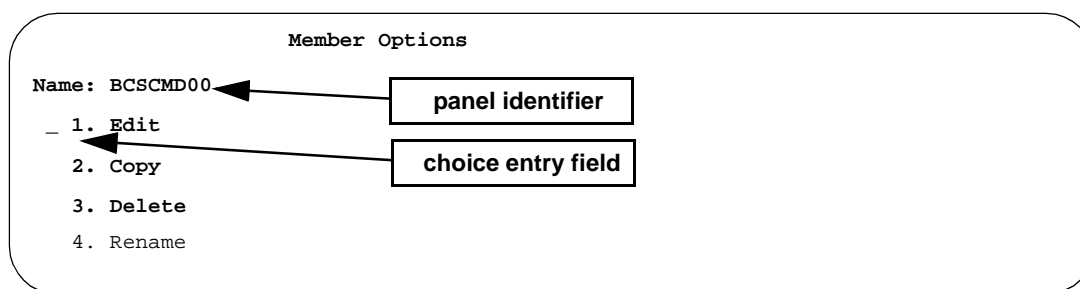 Member Options
Name: BCSCMD00
panel identifier
_ 1. Edit
2. Copy
choice entry field
3. Delete
4. Rename